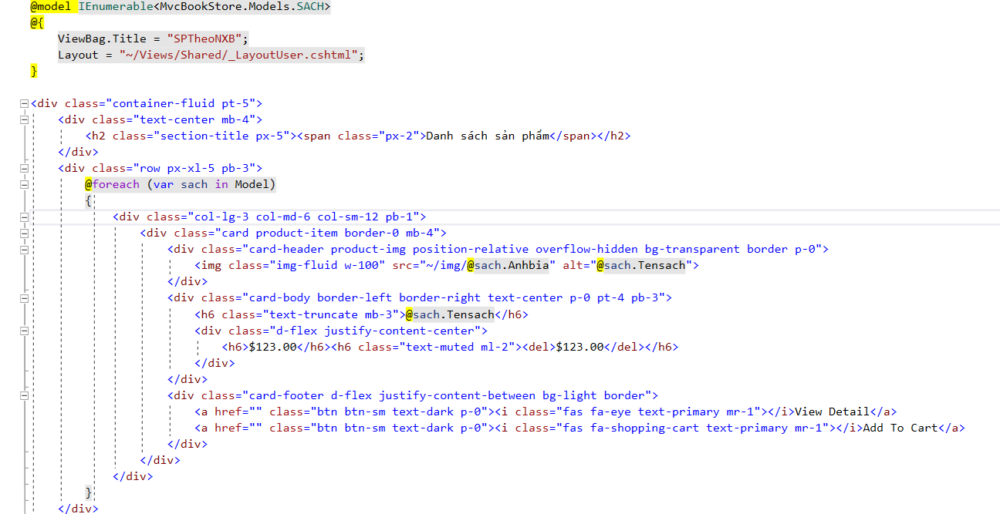 @model IEnumerable<MvcBookStore.Models.SACH>
@{
    ViewBag.Title = "SPTheoNXB";
    Layout = "~/Views/Shared/_LayoutUser.cshtml";
}
<div class="container-fluid pt-5">
    <div class="text-center mb-4">
        <h2 class="section-title px-5"><span class="px-2">Danh sách sản phẩm</span></h2>
    </div>
    <div class="row px-xl-5 pb-3">
        @foreach (var sach in Model)
        {
            <div class="col-lg-3 col-md-6 col-sm-12 pb-1">
                <div class="card product-item border-0 mb-4">
                    <div class="card-header product-img position-relative overflow-hidden bg-transparent border p-0">
                        <img class="img-fluid w-100" src="~/img/@sach.Anhbia" alt="@sach.Tensach">
                    </div>
                    <div class="card-body border-left border-right text-center p-0 pt-4 pb-3">
                        <h6 class="text-truncate mb-3">@sach.Tensach</h6>
                        <div class="d-flex justify-content-center">
                            <h6>$123.00</h6><h6 class="text-muted ml-2"><del>$123.00</del></h6>
                        </div>
                    </div>
                    <div class="card-footer d-flex justify-content-between bg-light border">
                        <a href="" class="btn btn-sm text-dark p-0"><i class="fas fa-eye text-primary mr-1"></i>View Detail</a>
                        <a href="" class="btn btn-sm text-dark p-0"><i class="fas fa-shopping-cart text-primary mr-1"></i>Add To Cart</a>
                    </div>
                </div>
            </div>
        }
    </div>